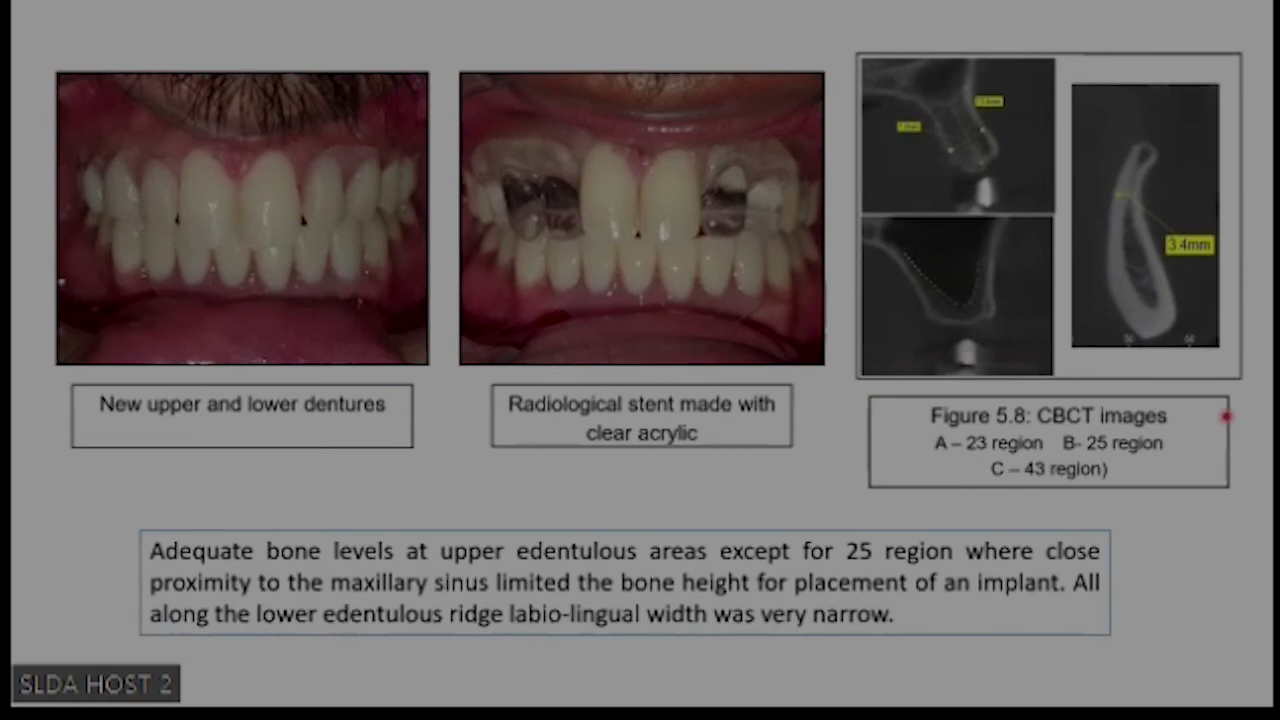 3.4mm
New upper and lower dentures
Radiological stent made with
clear acrylic
Figure 5.8: CBCT images
A – 23 region B- 25 region
C – 43 region)
Adequate bone levels at upper edentulous areas except for 25 region where close
proximity to the maxillary sinus limited the bone height for placement of an implant. All
along the lower edentulous ridge labio-lingual width was very narrow.
SLDA HOST 2